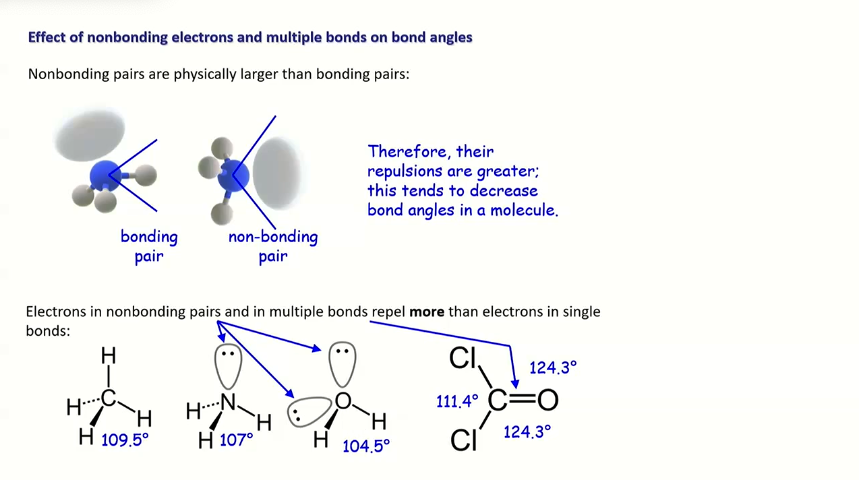 Effect of nonbonding electrons and multiple bonds on bond angles
Nonbonding pairs are physically larger than bonding pairs:
Therefore, their
repulsions are greater;
this tends to decrease
bond angles in a molecule.
bonding
pair
non-bonding
pair
Electrons in nonbonding pairs and in multiple bonds repel more than electrons in single
bonds:
H
H C H
H 109.5°
H N H
H 107°
O H
H 104.5°
Cl 124.3°
111.4° C O
Cl 124.3°